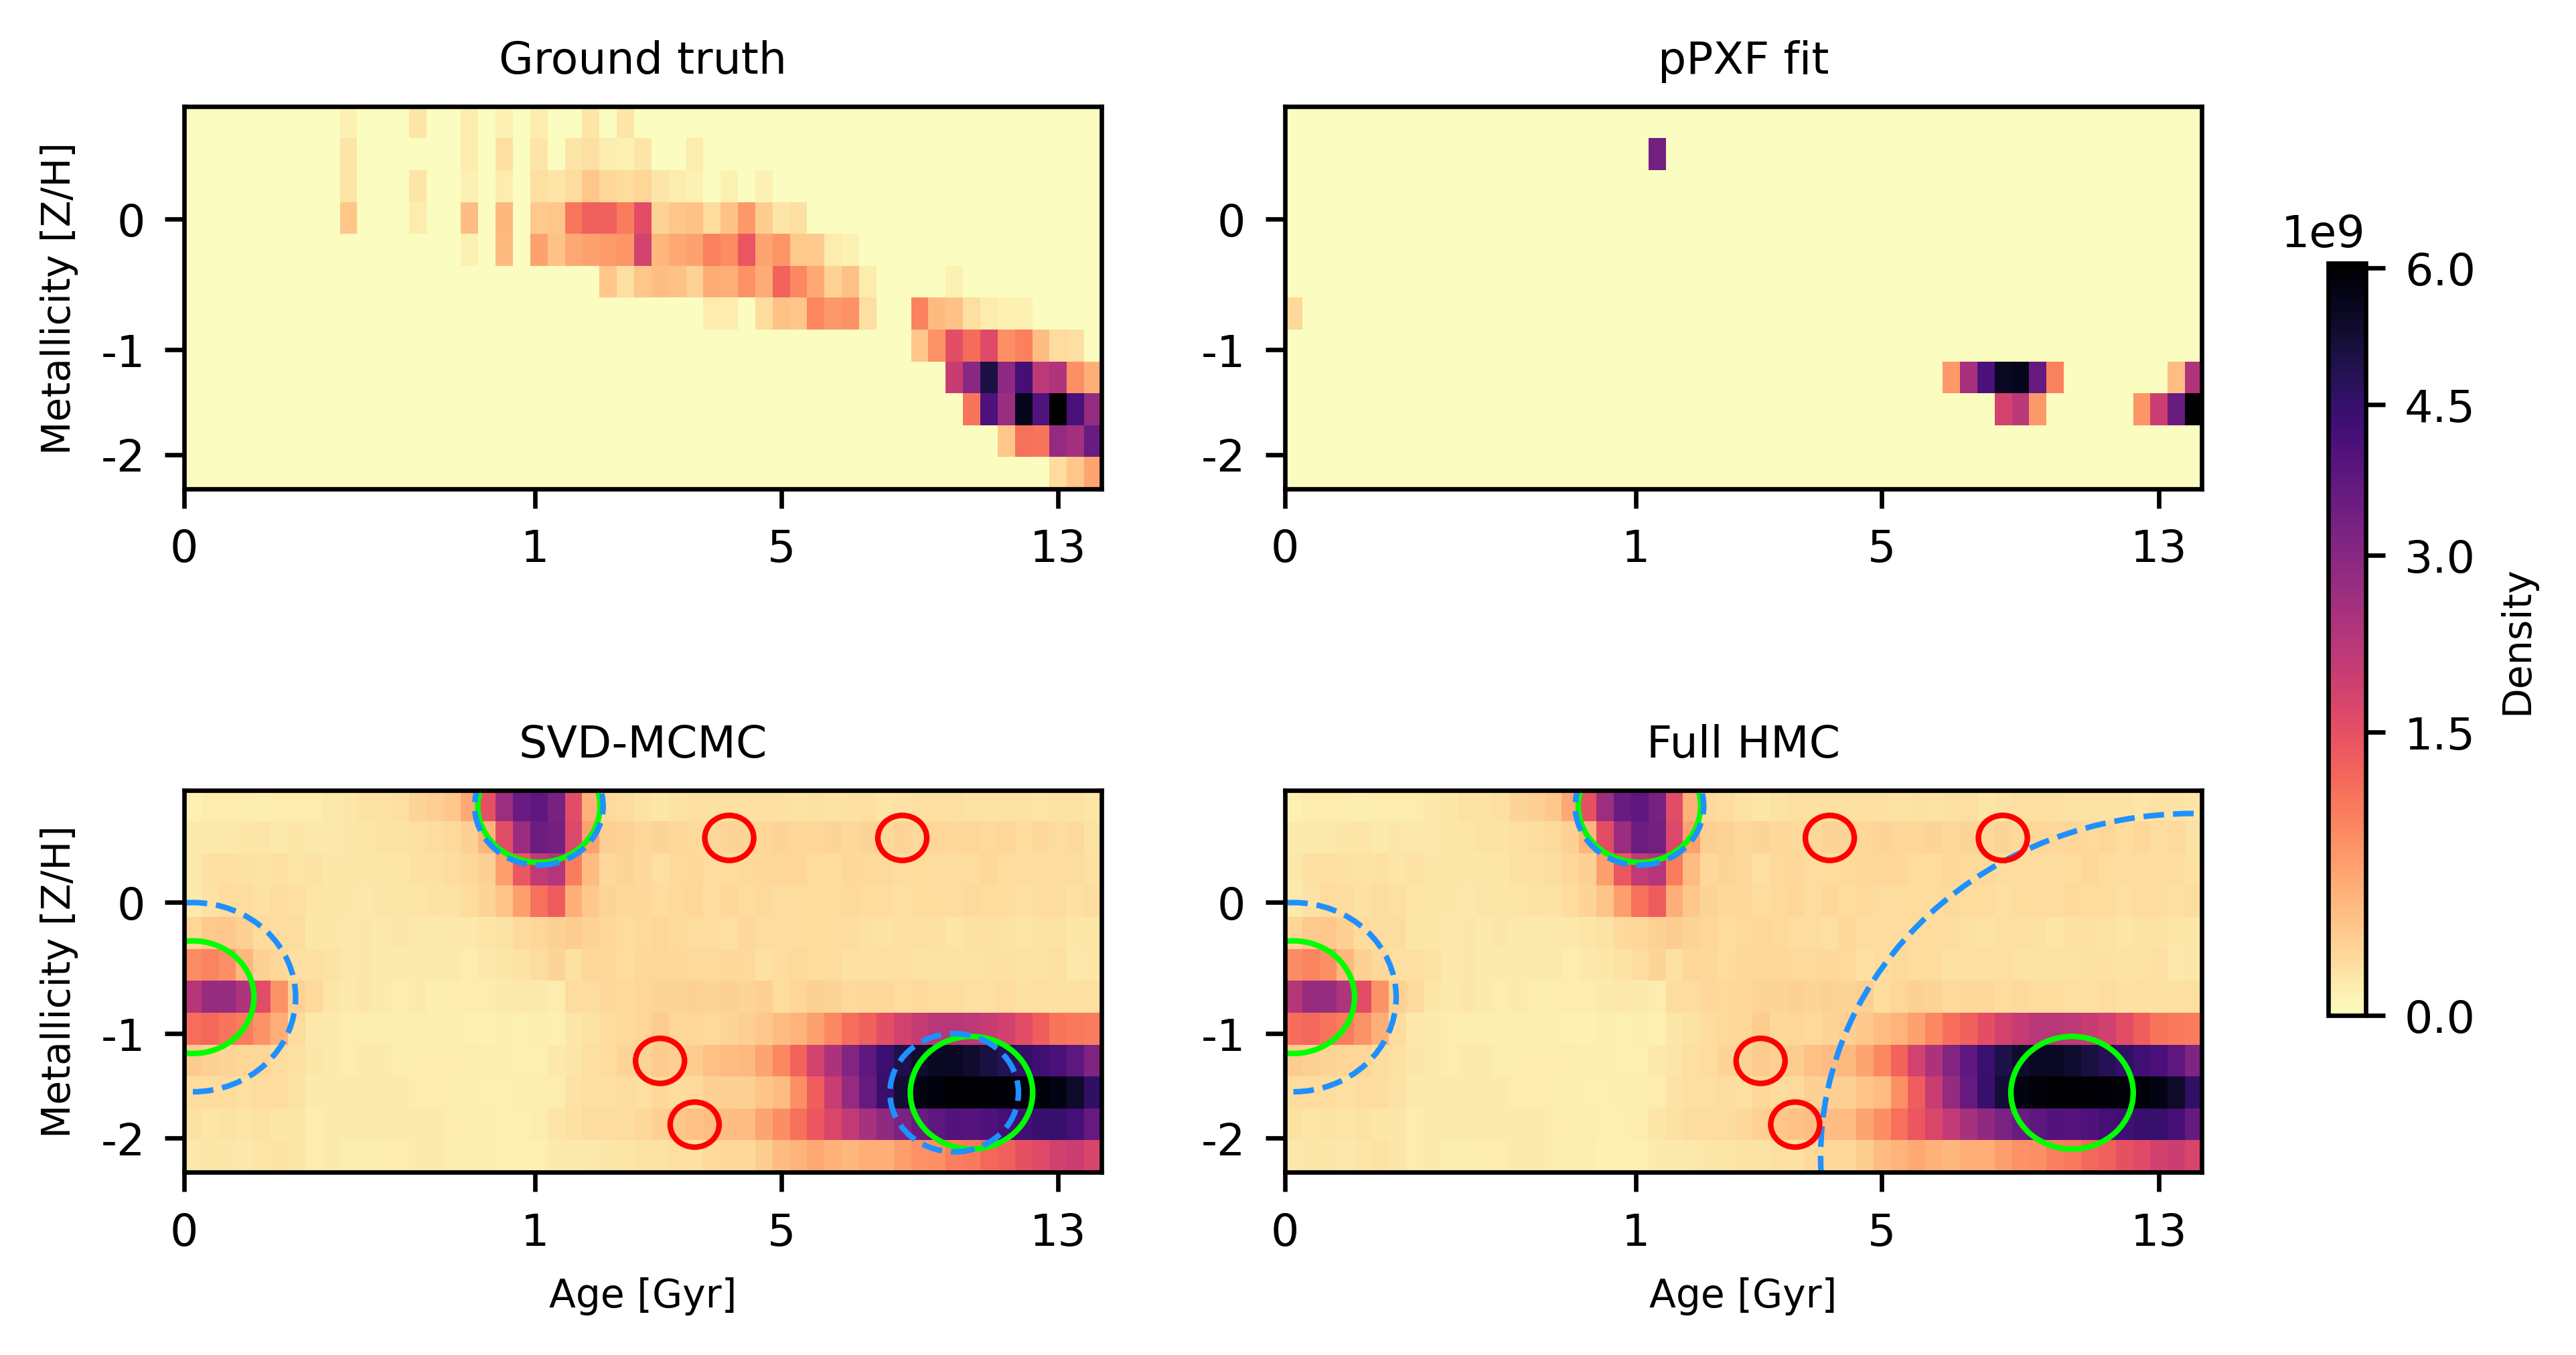 Ground truth
pPXF fit
Metallicity [Z/H]
0
-1
-2
0
-1
-2
0 1 5 13
0 1 5 13
1e9
6.0
4.5
3.0
1.5
0.0
Density
SVD-MCMC
Full HMC
Metallicity [Z/H]
0
-1
-2
0
-1
-2
0 1 5 13
0 1 5 13
Age [Gyr]
Age [Gyr]